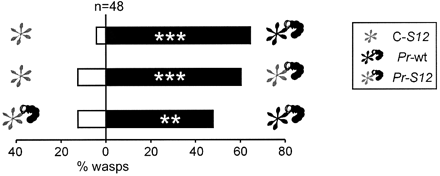 n=48
***
***
**
40 20 0 20 40 60 80
% wasps
C-S12
Pr-wt
Pr-S12